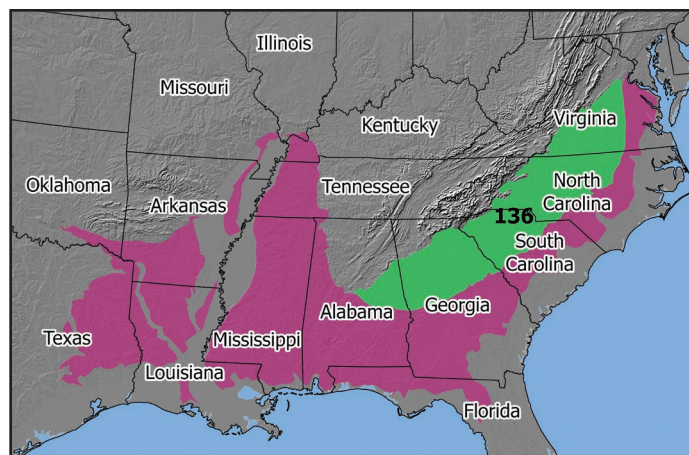 Illinois
Missouri
Virginia
Kentucky
Oklahoma
Tennessee
Arkansas
North
Carolina
136
South
Carolina
Alabama
Georgia
Texas
Mississippi
Louisiana
Florida